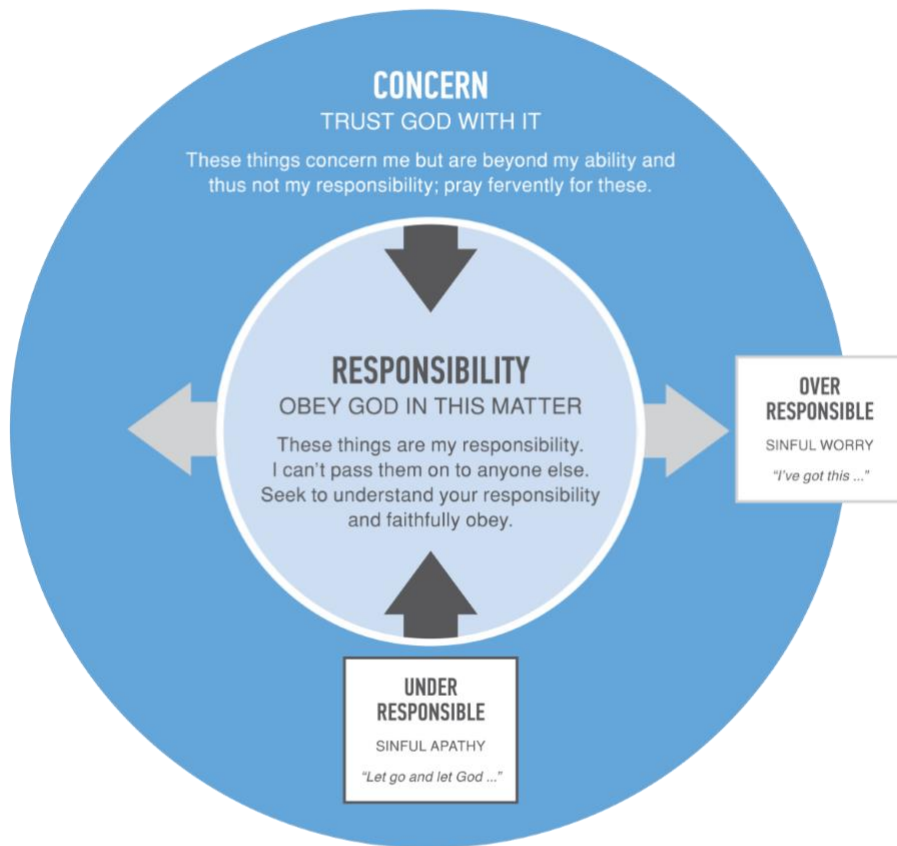 CONCERN
TRUST GOD WITH IT
These things concern me but are beyond my ability and
thus not my responsibility; pray fervently for these.
RESPONSIBILITY
OBEY GOD IN THIS MATTER
These things are my responsibility.
I can't pass them on to anyone else.
Seek to understand your responsibility
and faithfully obey.
OVER
RESPONSIBLE
SINFUL WORRY
"I've got this ..."
UNDER
RESPONSIBLE
SINFUL APATHY
"Let go and let God ..."